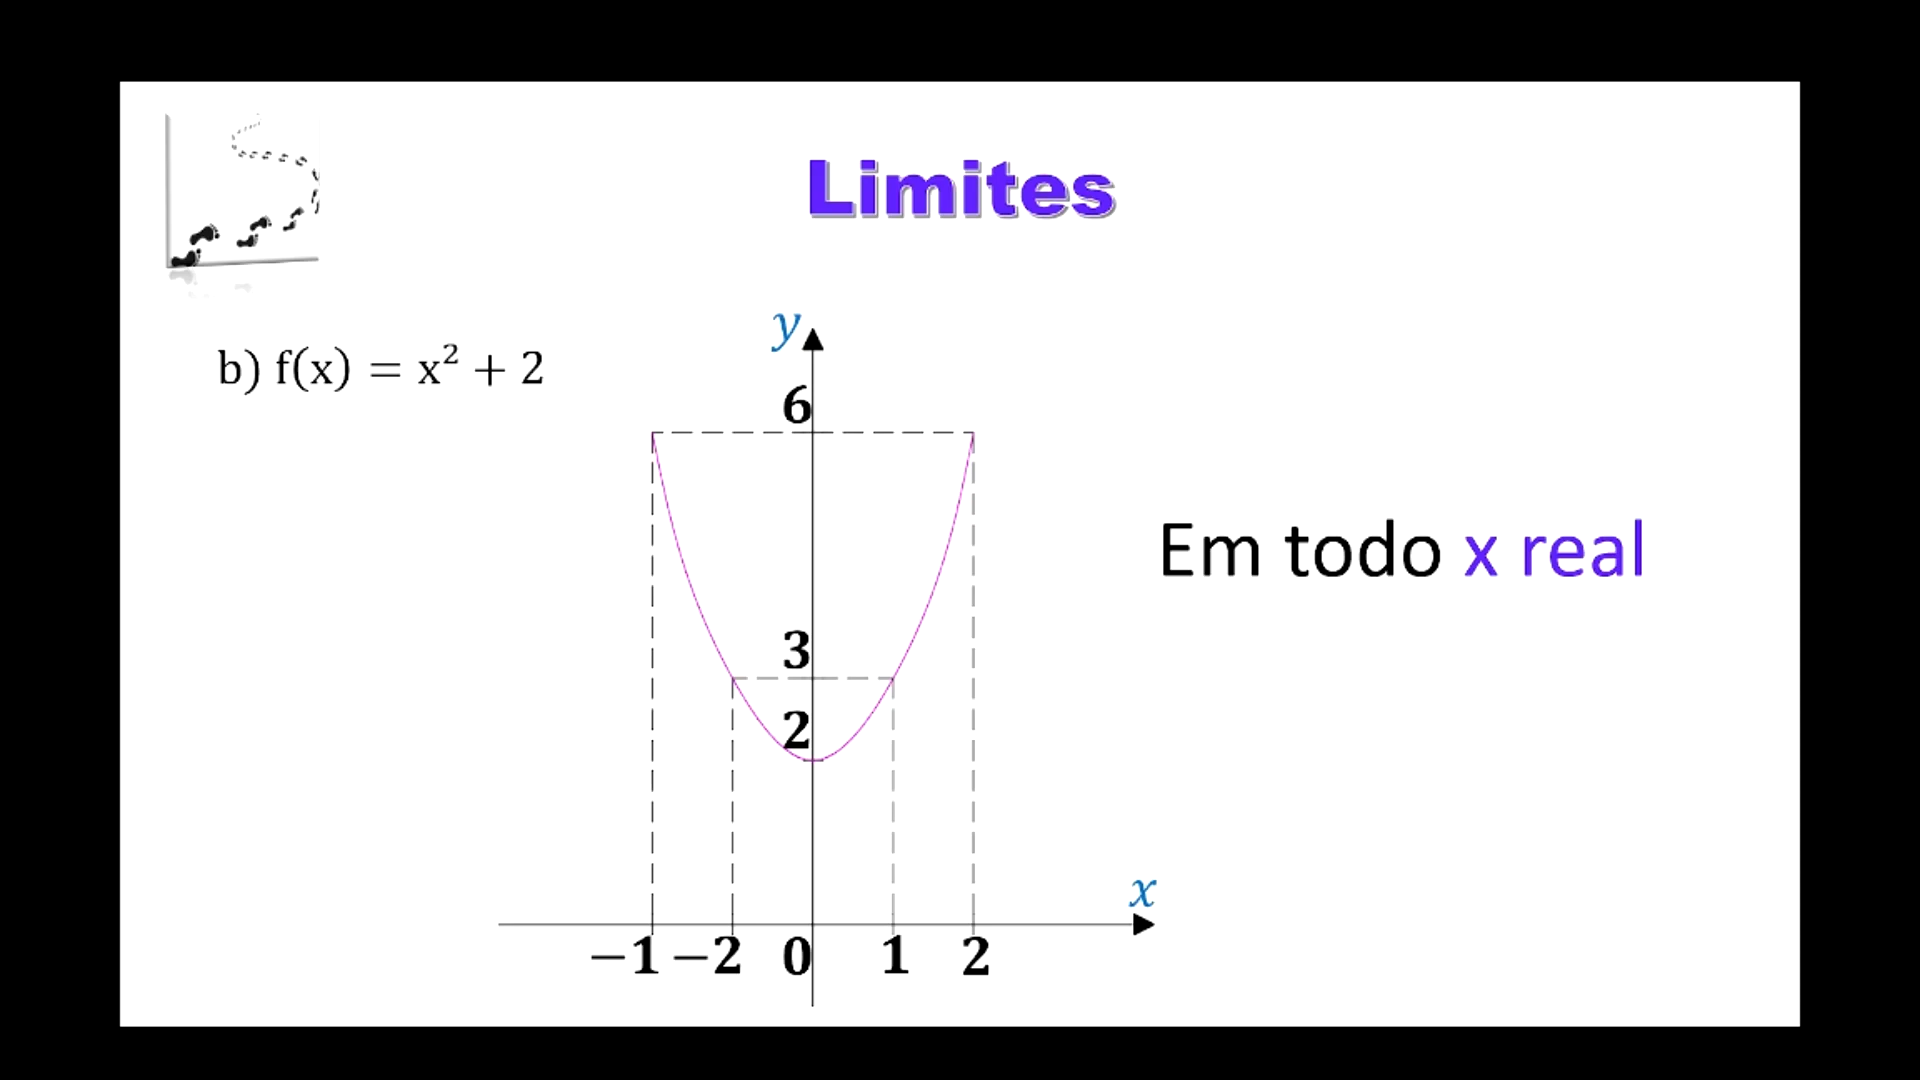 Limites
b) f(x) = x² + 2
y
6
3
2
Em todo x real
x
−1 −2 0 1 2